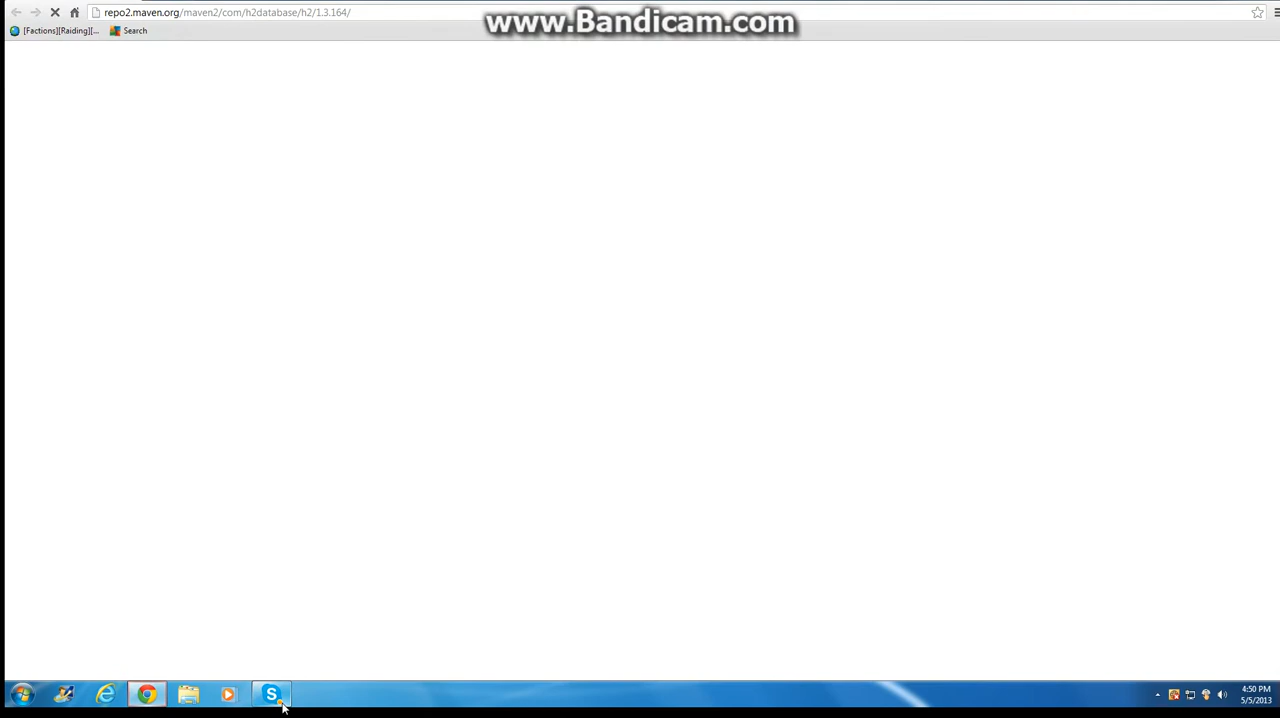 repo2.maven.org/maven2/com/h2database/h2/1.3.164/
www.Bandicam.com
[Factions][Raiding][... Search
4:50 PM
5/5/2013